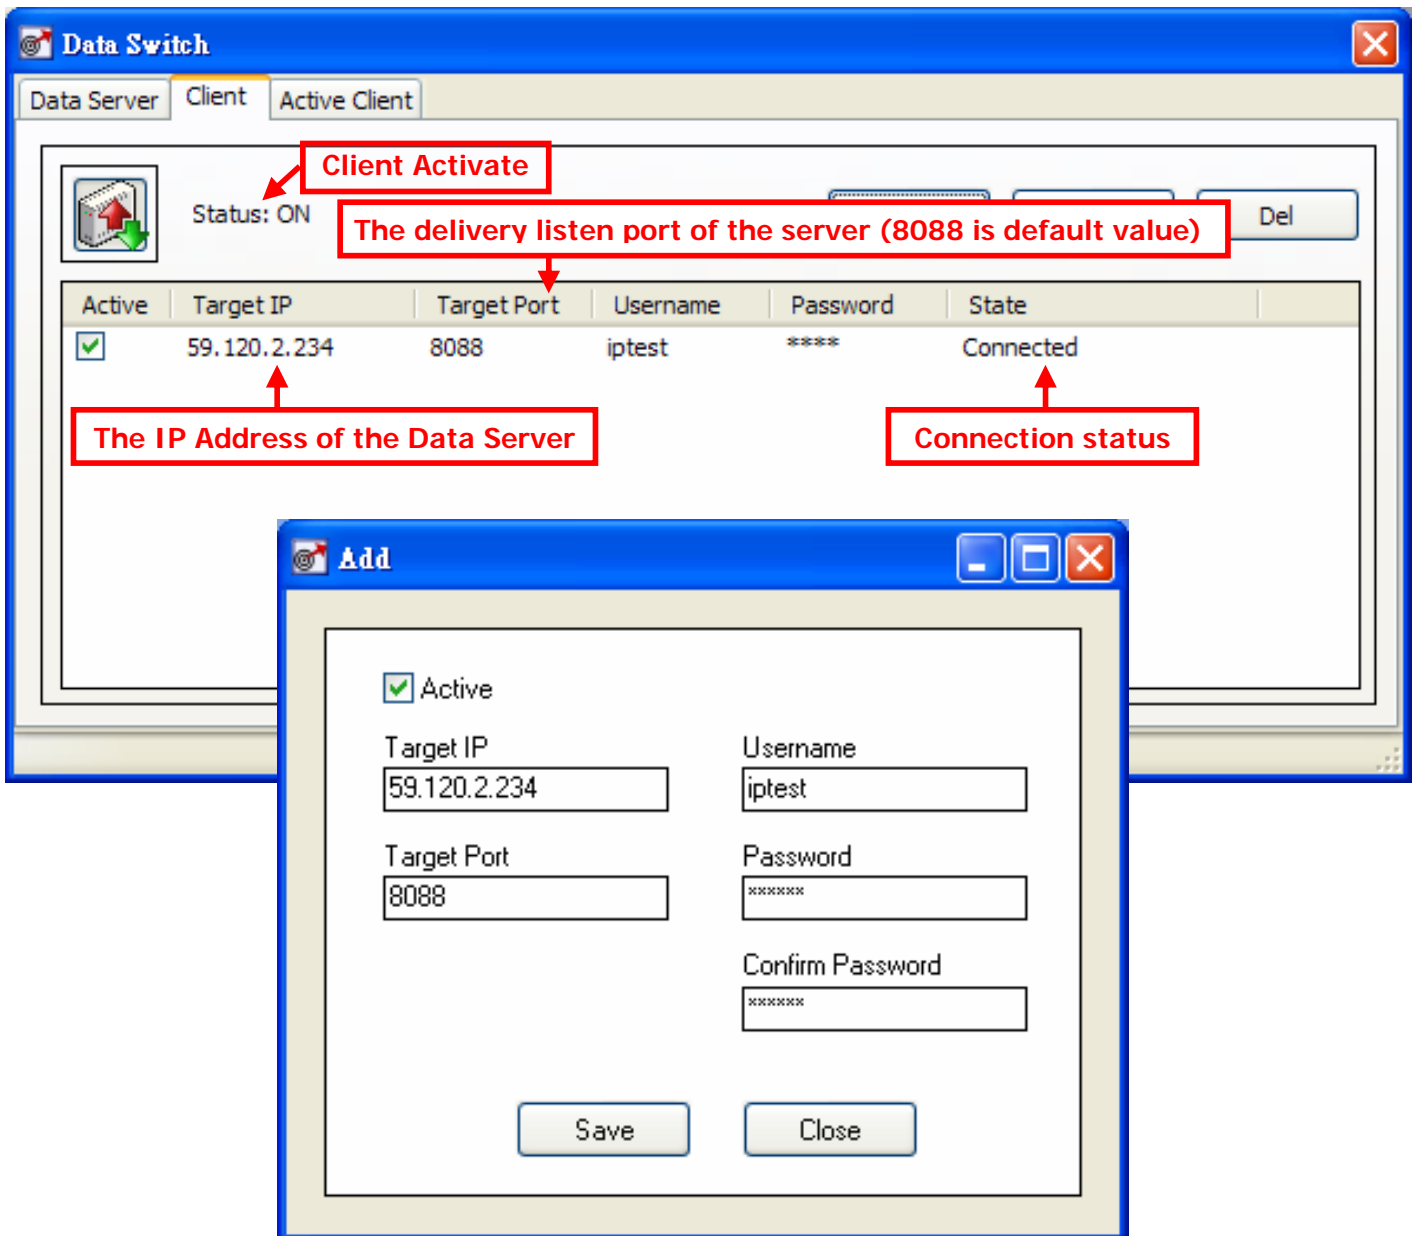 Data Switch
Data Server Client Active Client
Client Activate
Status: ON
The delivery listen port of the server (8088 is default value)
Del
Active Target IP Target Port Username Password State
59.120.2.234 8088 iptest **** Connected
The IP Address of the Data Server
Connection status
Add
Active
Target IP Username
59.120.2.234 iptest
Target Port Password
8088 ******
Confirm Password
******
Save Close